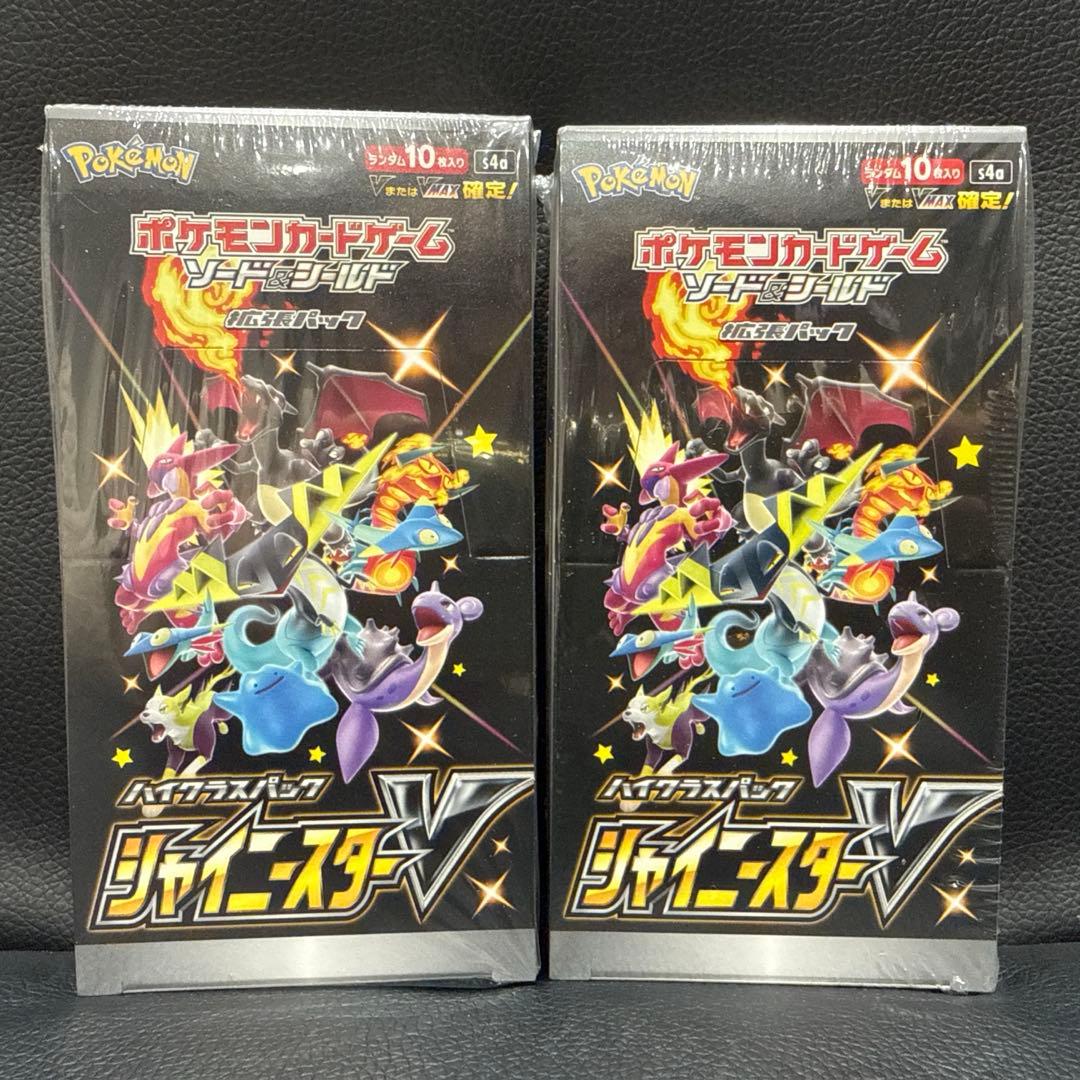 POKéMON
ランダム10枚入り s4a
VまたはVMAX確定!
ポケモンカードゲーム
ソード&シールド
拡張パック
ハイクラスパック
シャイニースターV
POKéMON
ランダム10枚入り s4a
VまたはVMAX確定!
ポケモンカードゲーム
ソード&シールド
拡張パック
ハイクラスパック
シャイニースターV